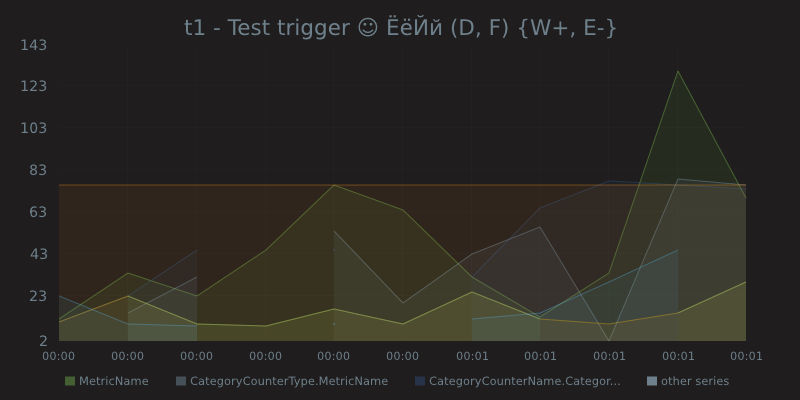 t1 - Test trigger ☺ ЁёЙй (D, F) {W+, E-}
143
123
103
83
63
43
23
2
00:00 00:00 00:00 00:00 00:00 00:00 00:01 00:01 00:01 00:01 00:01
MetricName CategoryCounterType.MetricName CategoryCounterName.Categor... other series